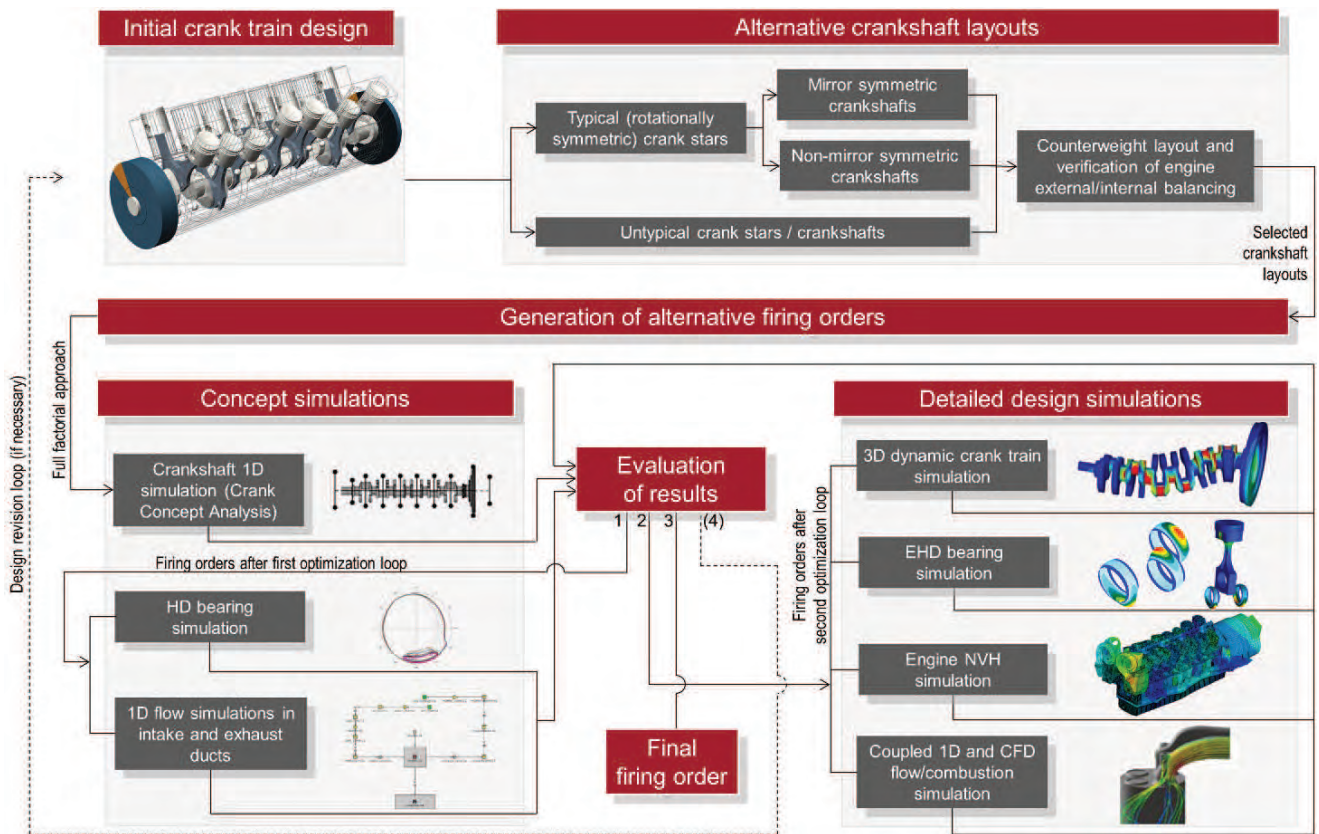 Initial crank train design
Alternative crankshaft layouts
Typical (rotationally
symmetric) crank stars
Mirror symmetric
crankshafts
Non-mirror symmetric
crankshafts
Untypical crank stars / crankshafts
Counterweight layout and
verification of engine
external/internal balancing
Selected
crankshaft
layouts
Generation of alternative firing orders
Design revision loop (if necessary)
Full factorial approach
Concept simulations
Crankshaft 1D
simulation (Crank
Concept Analysis)
Firing orders after first optimization loop
HD bearing
simulation
1D flow simulations in
intake and exhaust
ducts
Evaluation
of results
1 2 3 (4)
Final
firing order
Firing orders after
second optimization loop
Detailed design simulations
3D dynamic crank train
simulation
EHD bearing
simulation
Engine NVH
simulation
Coupled 1D and CFD
flow/combustion
simulation